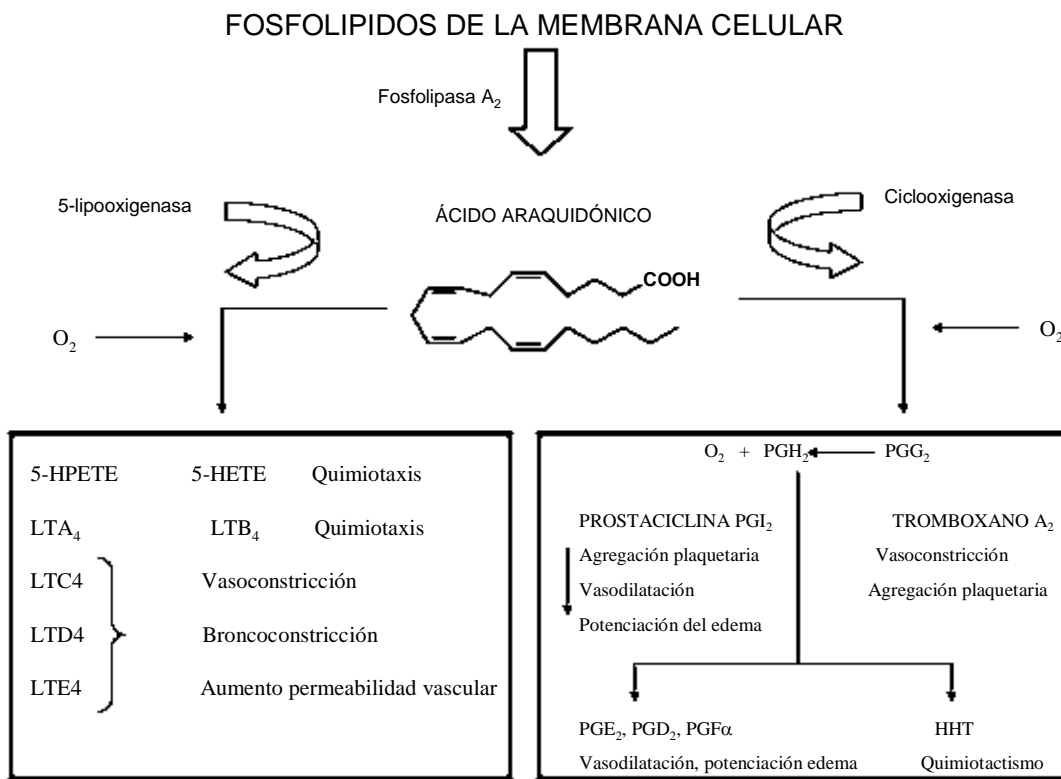 FOSFOLIPIDOS DE LA MEMBRANA CELULAR
Fosfolipasa A₂
5-lipooxigenasa
Ciclooxigenasa
ÁCIDO ARAQUIDÓNICO
COOH
O₂
O₂
5-HPETE 5-HETE Quimiotaxis
LTA₄ LTB₄ Quimiotaxis
LTC4 Vasoconstricción
LTD4 Broncoconstricción
LTE4 Aumento permeabilidad vascular
O₂ + PGH₂ PGG₂
PROSTACICLINA PGI₂ TROMBOXANO A₂
Agregación plaquetaria Vasoconstricción
Vasodilatación Agregación plaquetaria
Potenciación del edema
PGE₂, PGD₂, PGFα HHT
Vasodilatación, potenciación edema Quimiotactismo